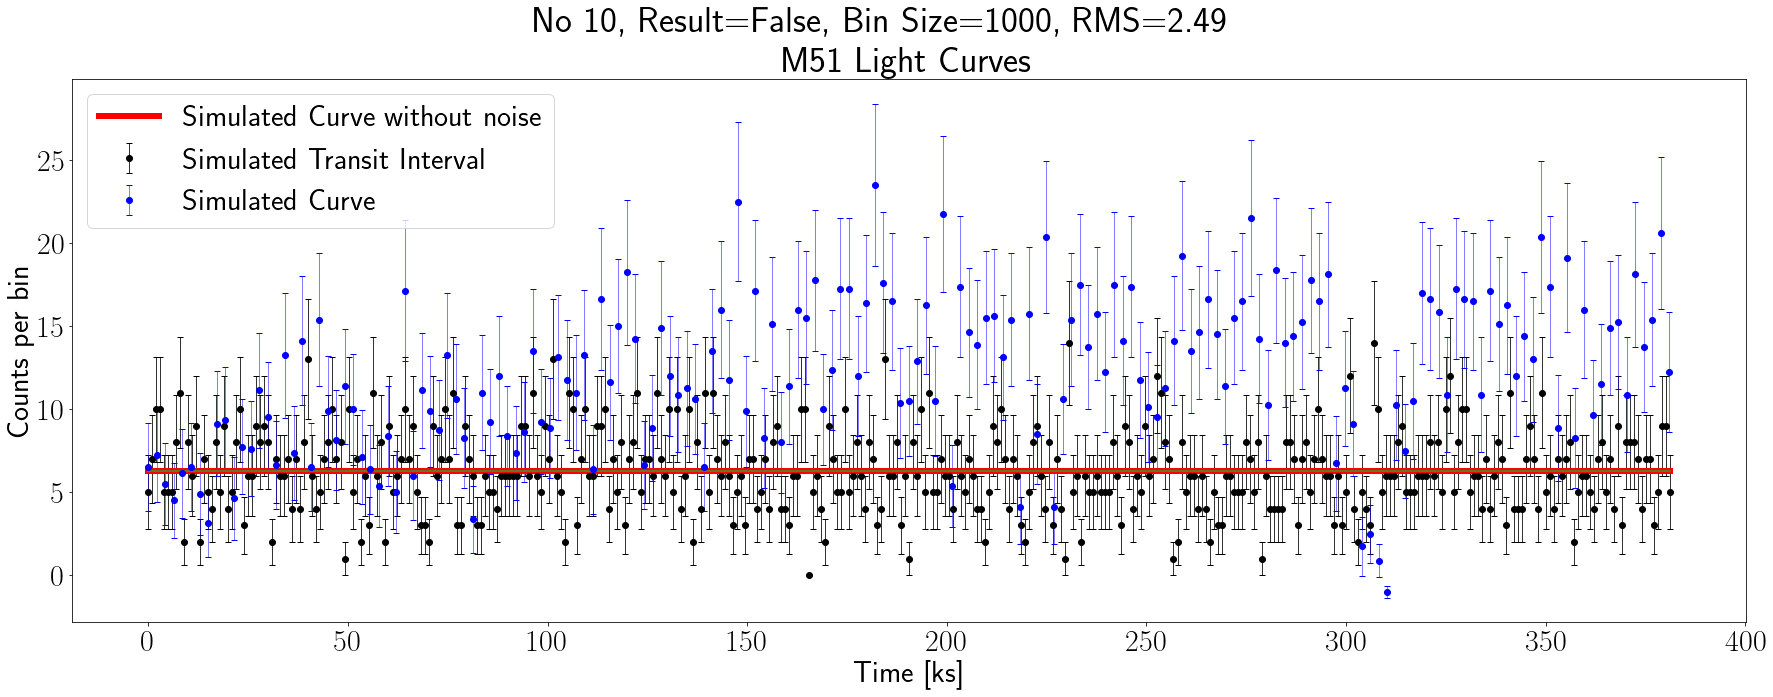 No 10, Result=False, Bin Size=1000, RMS=2.49
M51 Light Curves
Simulated Curve without noise
Simulated Transit Interval
Simulated Curve
Counts per bin
25
20
15
10
5
0
0 50 100 150 200 250 300 350 400
Time [ks]